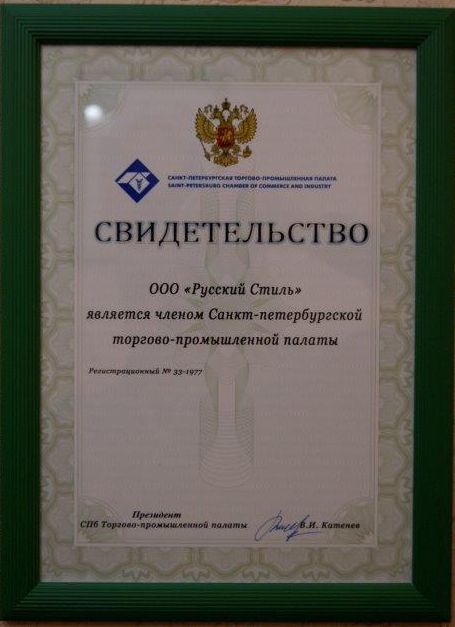 САНКТ-ПЕТЕРБУРГСКАЯ ТОРГОВО-ПРОМЫШЛЕННАЯ ПАЛАТА
SAINT-PETERSBURG CHAMBER OF COMMERCE AND INDUSTRY
СВИДЕТЕЛЬСТВО
ООО «Русский Стиль»
является членом Санкт-петербургской
торгово-промышленной палаты
Регистрационный № 33-1977
Президент
СПб Торгово-промышленной палаты В.И. Катенев